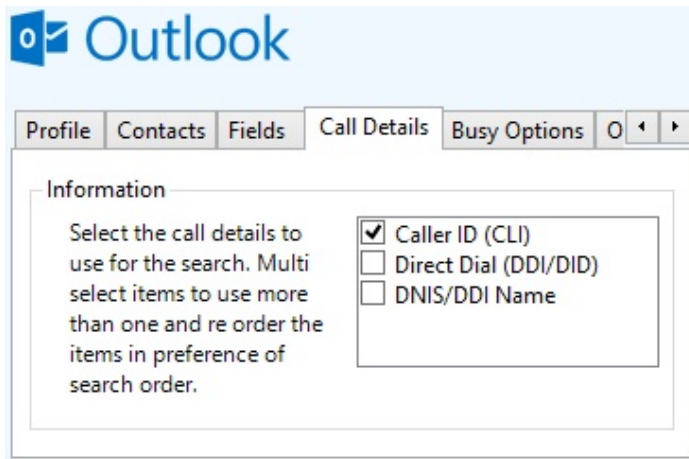 Outlook
Profile Contacts Fields Call Details Busy Options O
Information
Select the call details to
use for the search. Multi
select items to use more
than one and re order the
items in preference of
search order.
Caller ID (CLI)
Direct Dial (DDI/DID)
DNIS/DDI Name